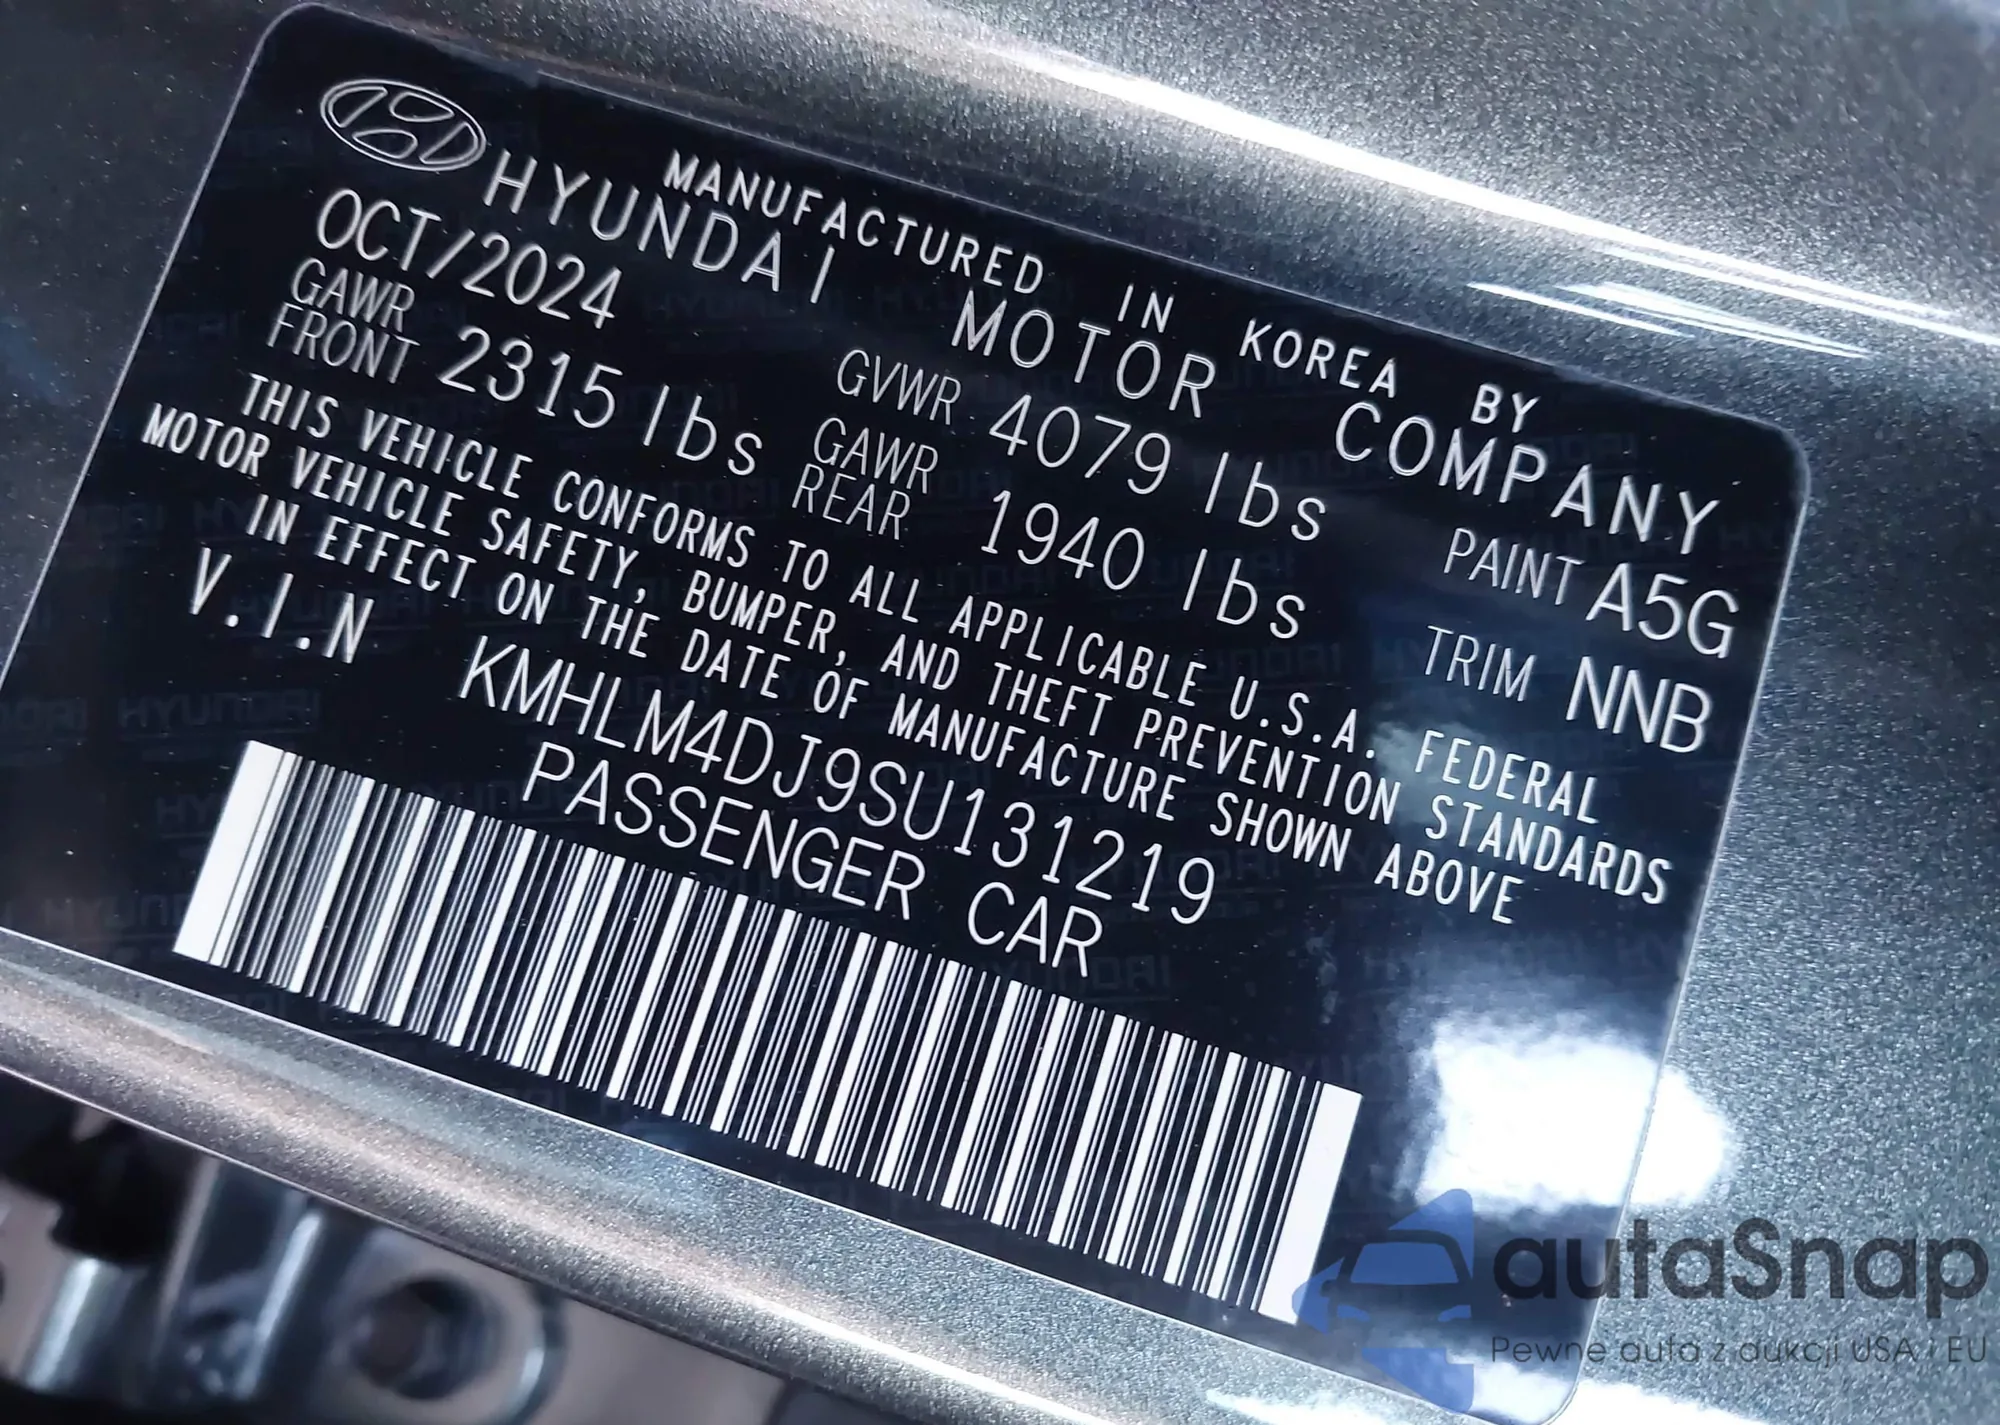 MANUFACTURED IN KOREA BY
HYUNDAI MOTOR COMPANY
OCT/2024 GVWR 4079 lbs PAINT A5G
GAWR FRONT 2315 lbs GAWR REAR 1940 lbs TRIM NNB
THIS VEHICLE CONFORMS TO ALL APPLICABLE U.S.A. FEDERAL
MOTOR VEHICLE SAFETY, BUMPER, AND THEFT PREVENTION STANDARDS
IN EFFECT ON THE DATE OF MANUFACTURE SHOWN ABOVE
V.I.N KMHLM4DJ9SU131219
PASSENGER CAR
autaSnap
Pewne auta z aukcji USA i EU